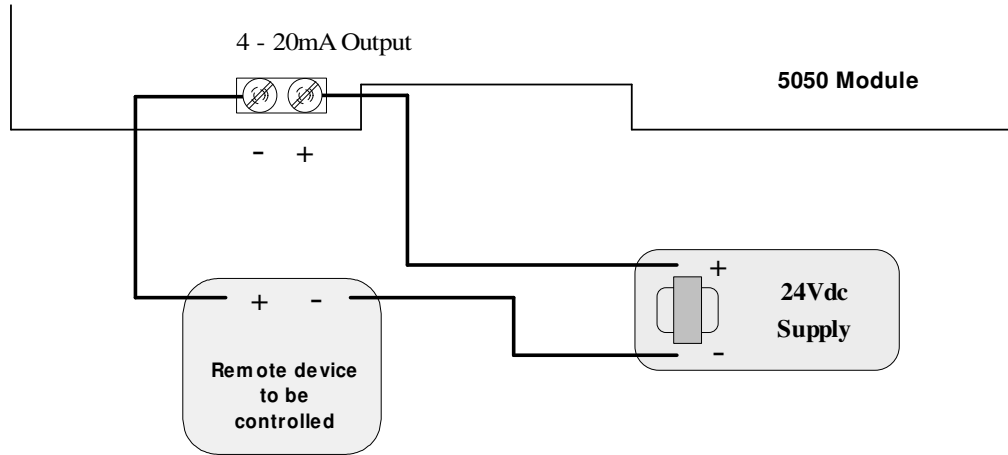 4 - 20mA Output
5050 Module
- +
+
24Vdc
Supply
-
+ -
Remote device
to be
controlled